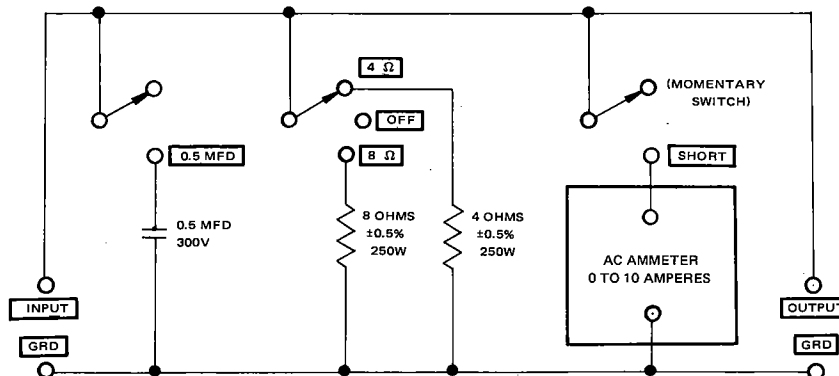 4 Ω
(MOMENTARY
SWITCH)
OFF
0.5 MFD
8 Ω
SHORT
0.5 MFD
300V
8 OHMS
±0.5%
250W
4 OHMS
±0.5%
250W
AC AMMETER
0 TO 10 AMPERES
INPUT
GRD
OUTPUT
GRD